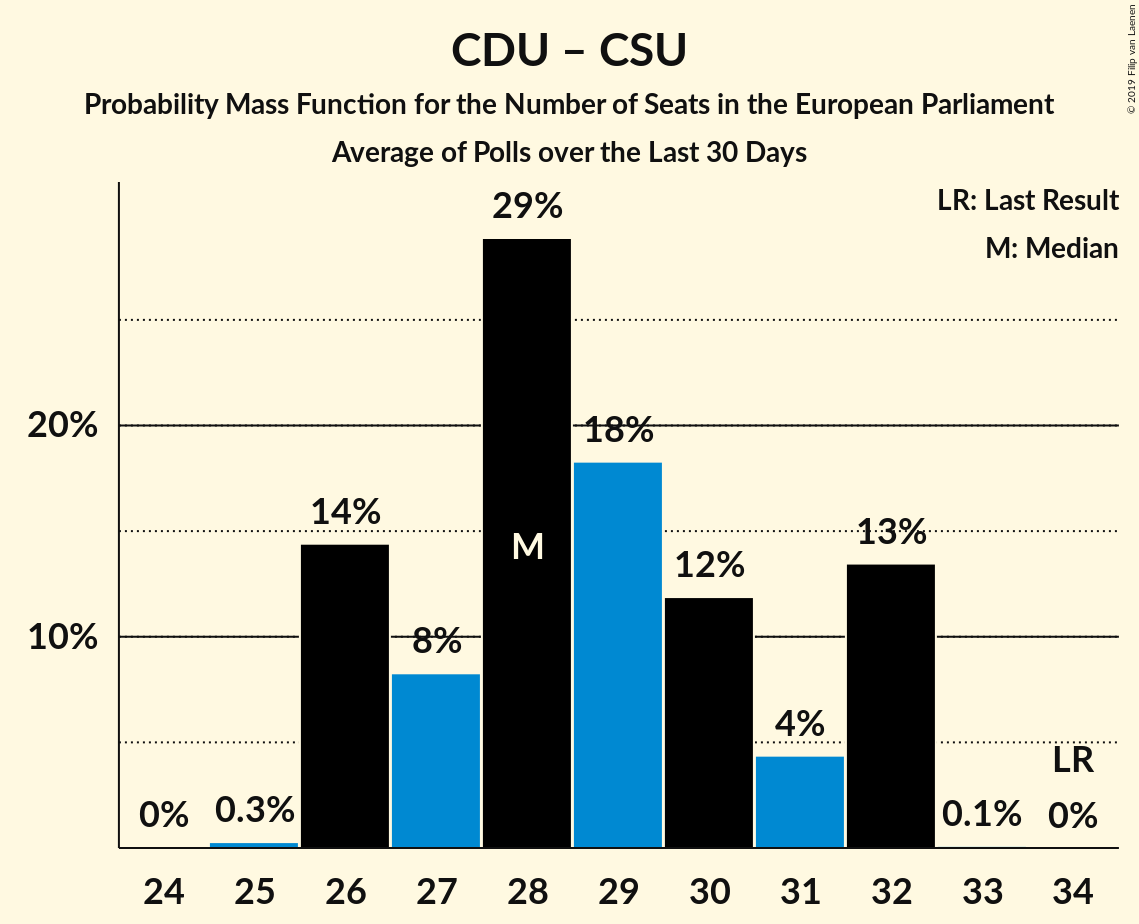 CDU – CSU
Probability Mass Function for the Number of Seats in the European Parliament
Average of Polls over the Last 30 Days
© 2019 Filip van Laenen
LR: Last Result
M: Median
20%
10%
0%
0.3%
14%
8%
29%
M
18%
12%
4%
13%
0.1%
LR
0%
24 25 26 27 28 29 30 31 32 33 34